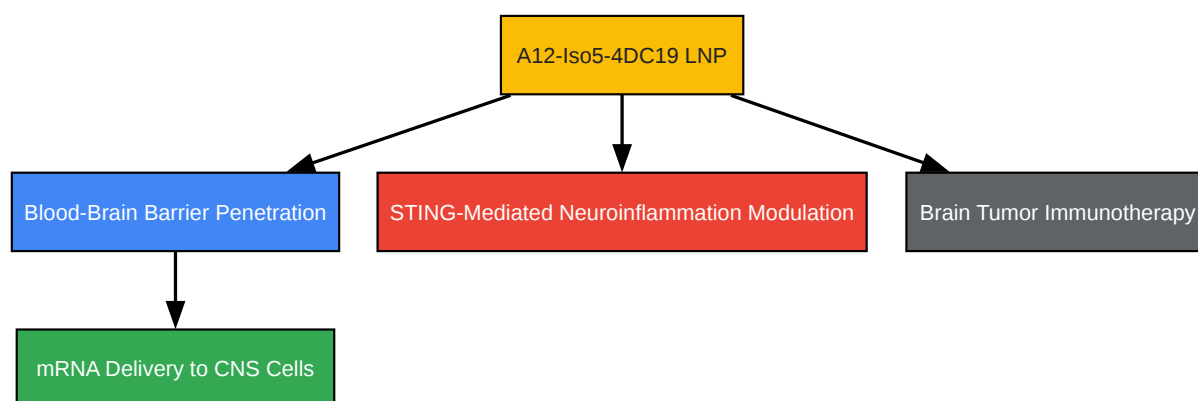 A12-Iso5-4DC19 LNP
Blood-Brain Barrier Penetration
STING-Mediated Neuroinflammation Modulation
Brain Tumor Immunotherapy
mRNA Delivery to CNS Cells